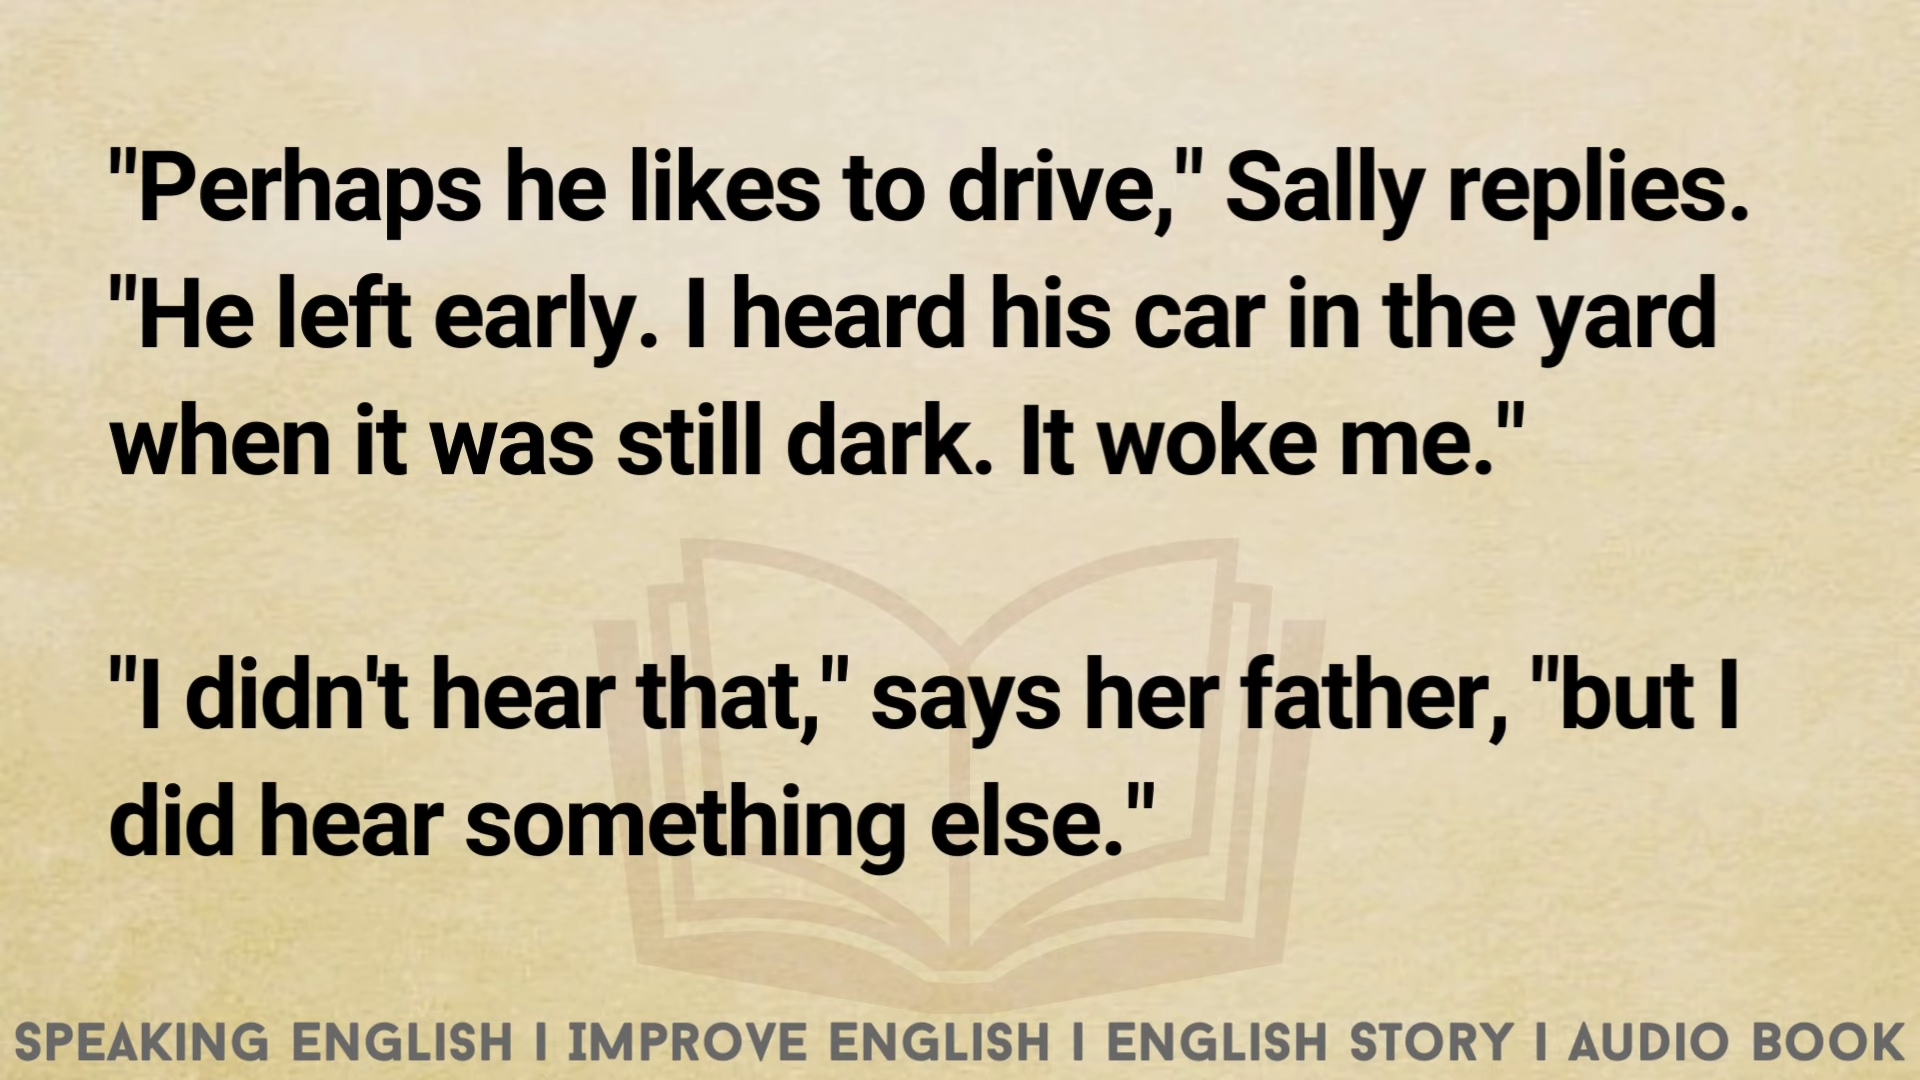 "Perhaps he likes to drive," Sally replies.
"He left early. I heard his car in the yard
when it was still dark. It woke me."
"I didn't hear that," says her father, "but I
did hear something else."
SPEAKING ENGLISH I IMPROVE ENGLISH I ENGLISH STORY I AUDIO BOOK